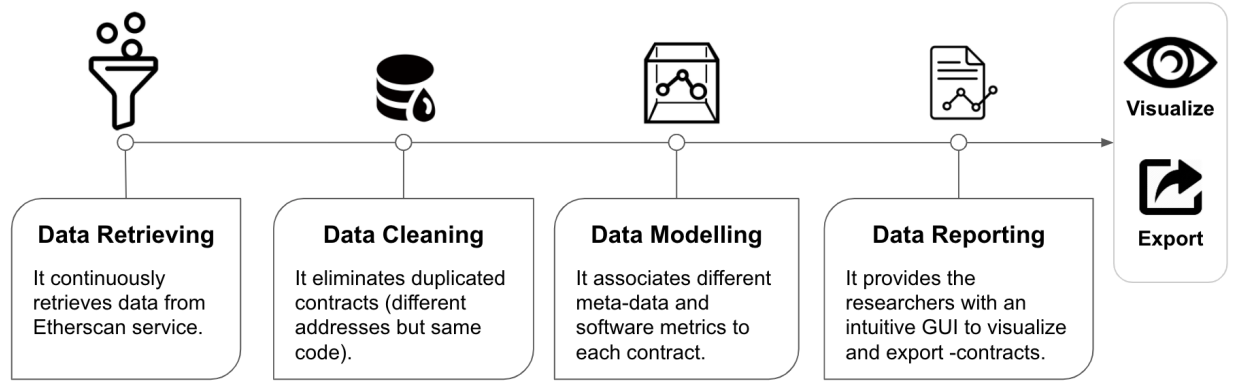 Data Retrieving
It continuously
retrieves data from
Etherscan service.
Data Cleaning
It eliminates duplicated
contracts (different
addresses but same
code).
Data Modelling
It associates different
meta-data and
software metrics to
each contract.
Data Reporting
It provides the
researchers with an
intuitive GUI to visualize
and export -contracts.
Visualize
Export